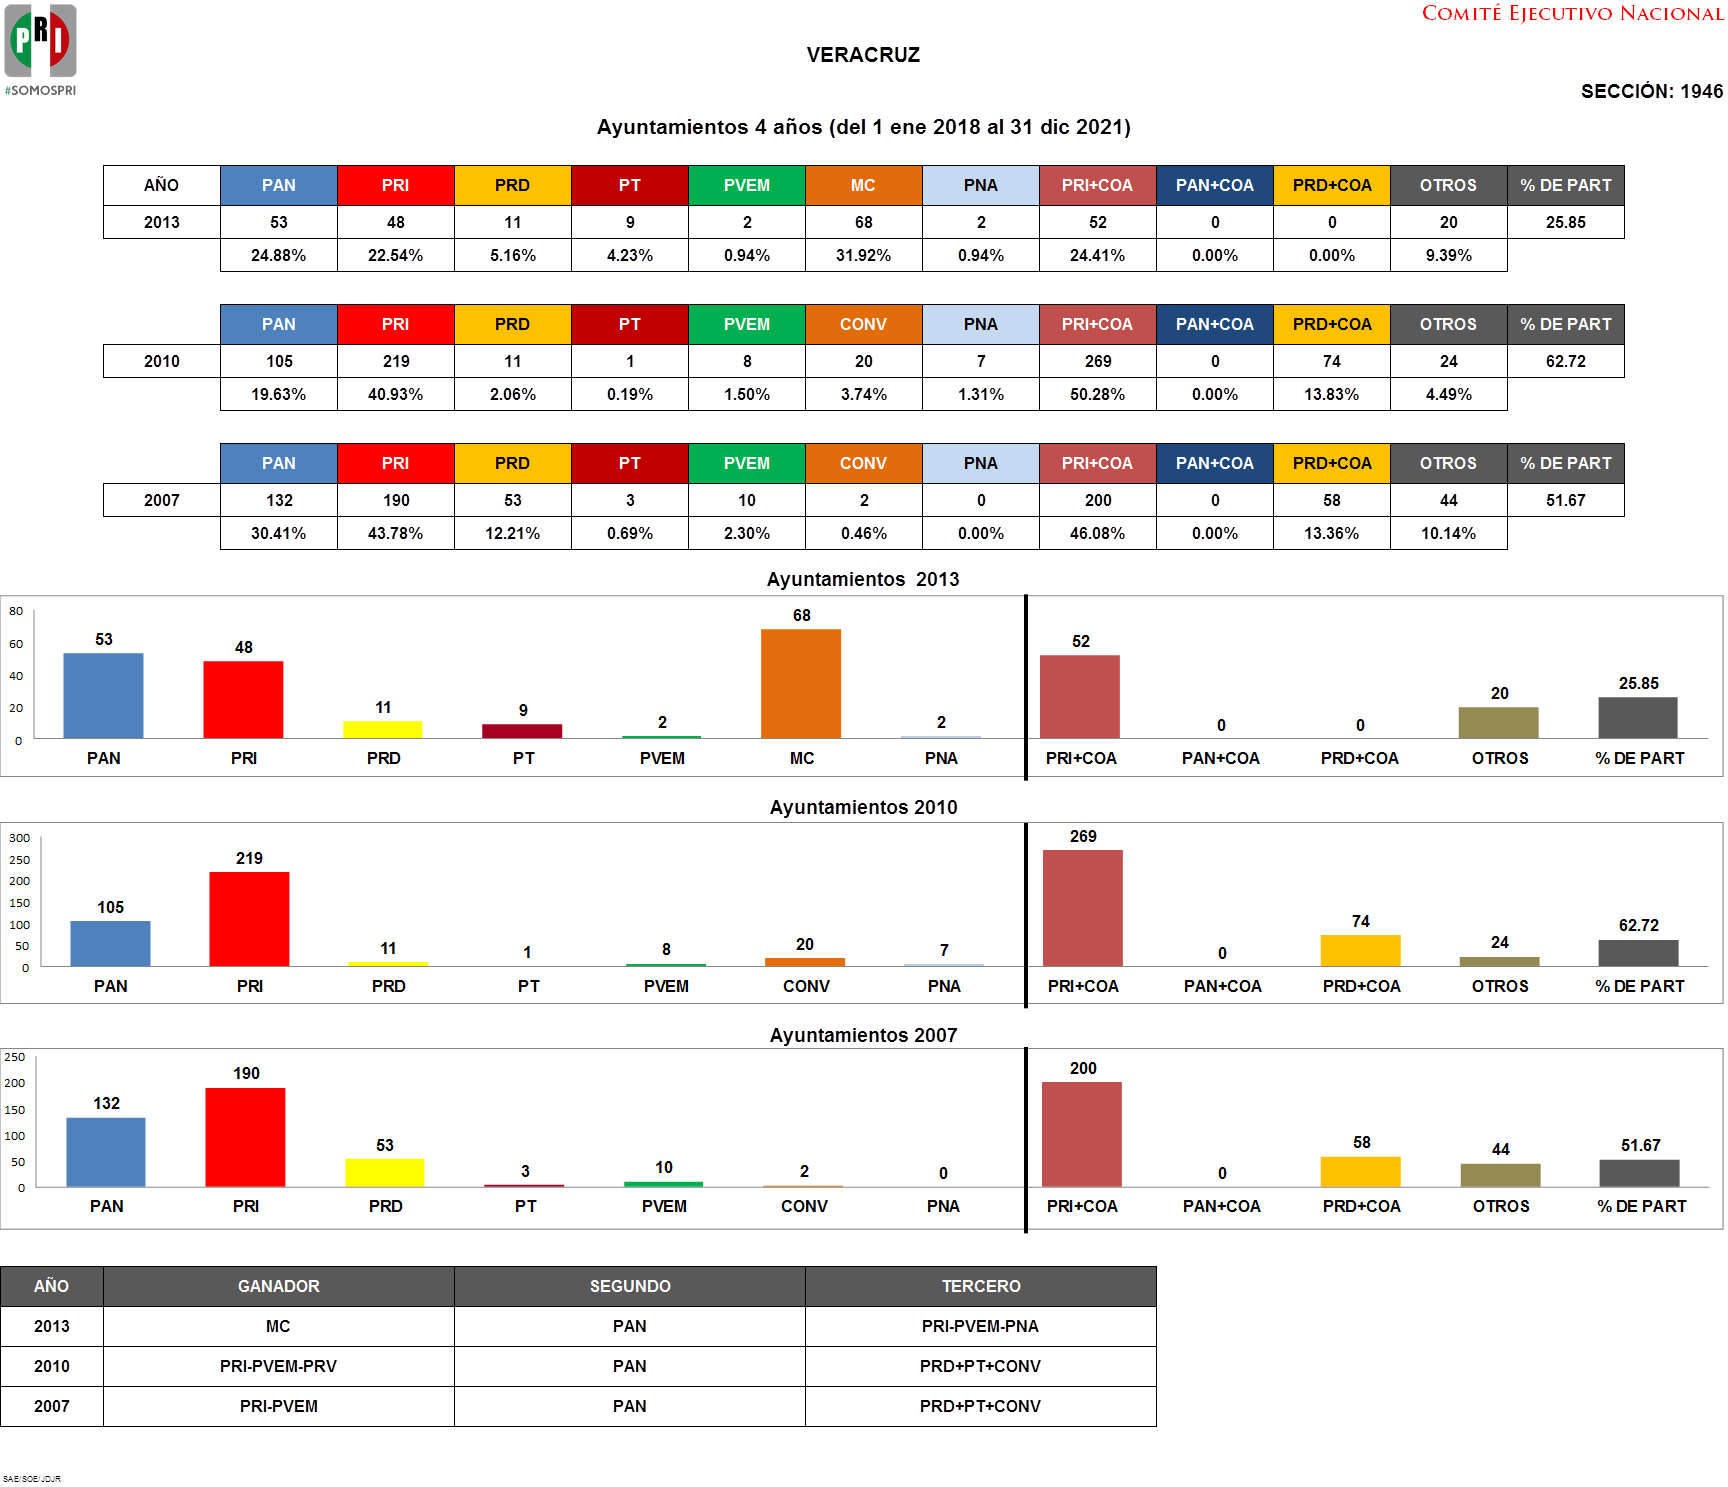 COMITÉ EJECUTIVO NACIONAL
PRI
#SOMOSPRI
VERACRUZ
SECCIÓN: 1946
Ayuntamientos 4 años (del 1 ene 2018 al 31 dic 2021)
AÑO PAN PRI PRD PT PVEM MC PNA PRI+COA PAN+COA PRD+COA OTROS % DE PART
2013 53 48 11 9 2 68 2 52 0 0 20 25.85
24.88% 22.54% 5.16% 4.23% 0.94% 31.92% 0.94% 24.41% 0.00% 0.00% 9.39%
PAN PRI PRD PT PVEM CONV PNA PRI+COA PAN+COA PRD+COA OTROS % DE PART
2010 105 219 11 1 8 20 7 269 0 74 24 62.72
19.63% 40.93% 2.06% 0.19% 1.50% 3.74% 1.31% 50.28% 0.00% 13.83% 4.49%
PAN PRI PRD PT PVEM CONV PNA PRI+COA PAN+COA PRD+COA OTROS % DE PART
2007 132 190 53 3 10 2 0 200 0 58 44 51.67
30.41% 43.78% 12.21% 0.69% 2.30% 0.46% 0.00% 46.08% 0.00% 13.36% 10.14%
Ayuntamientos 2013
80
60
40
20
0
53 48 11 9 2 68 2 52 0 0 20 25.85
PAN PRI PRD PT PVEM MC PNA PRI+COA PAN+COA PRD+COA OTROS % DE PART
Ayuntamientos 2010
300
250
200
150
100
50
0
105 219 11 1 8 20 7 269 0 74 24 62.72
PAN PRI PRD PT PVEM CONV PNA PRI+COA PAN+COA PRD+COA OTROS % DE PART
Ayuntamientos 2007
250
200
150
100
50
0
132 190 53 3 10 2 0 200 0 58 44 51.67
PAN PRI PRD PT PVEM CONV PNA PRI+COA PAN+COA PRD+COA OTROS % DE PART
AÑO GANADOR SEGUNDO TERCERO
2013 MC PAN PRI-PVEM-PNA
2010 PRI-PVEM-PRV PAN PRD+PT+CONV
2007 PRI-PVEM PAN PRD+PT+CONV
SAE/SOE/JDJR